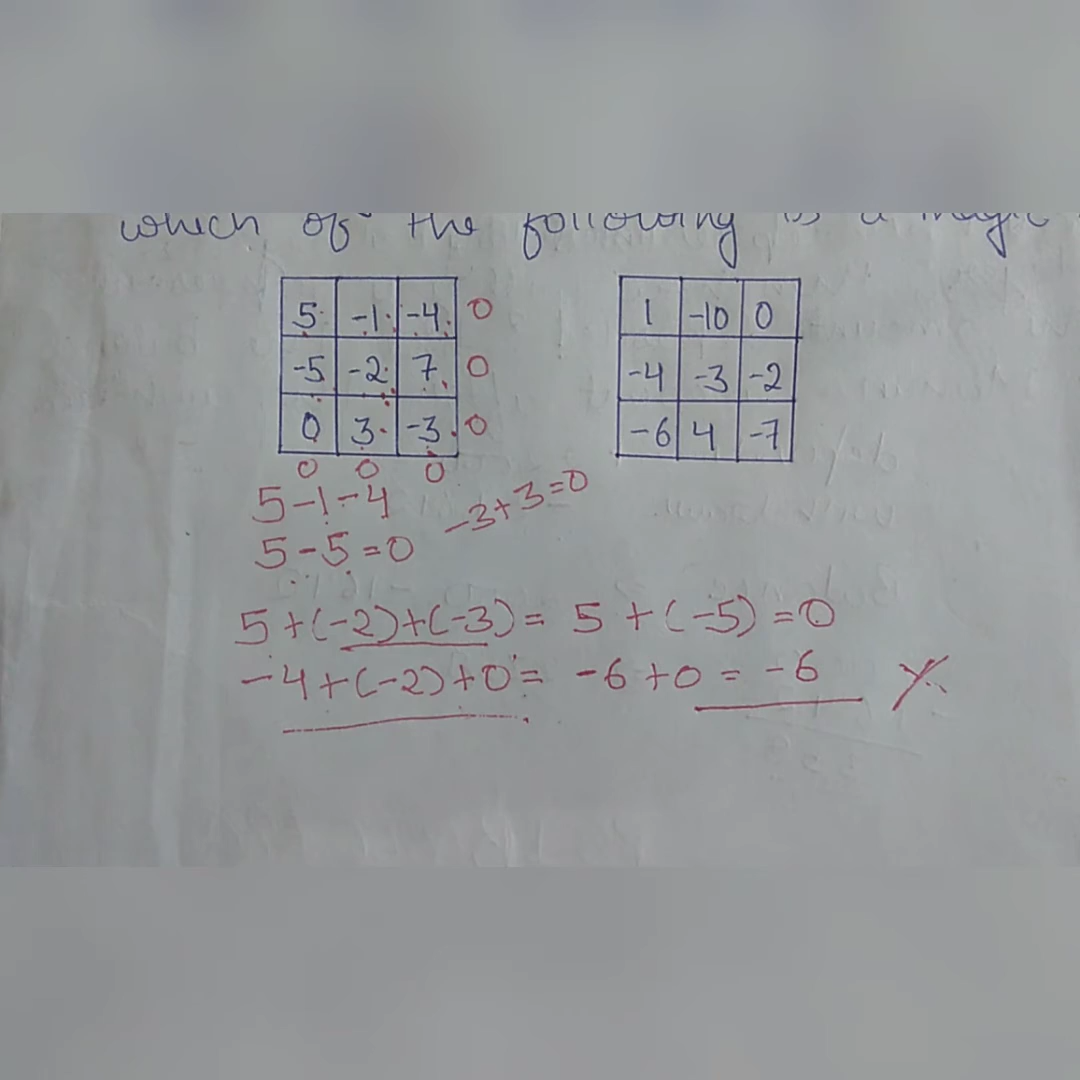 which of the following is a magic
5 -1 -4 0
-5 -2 7 0
0 3 -3 0
0 0 0
1 -10 0
-4 -3 -2
-6 4 -7
5-1-4
-3+3=0
5-5=0
5+(-2)+(-3)= 5+(-5)=0
-4+(-2)+0= -6+0=-6